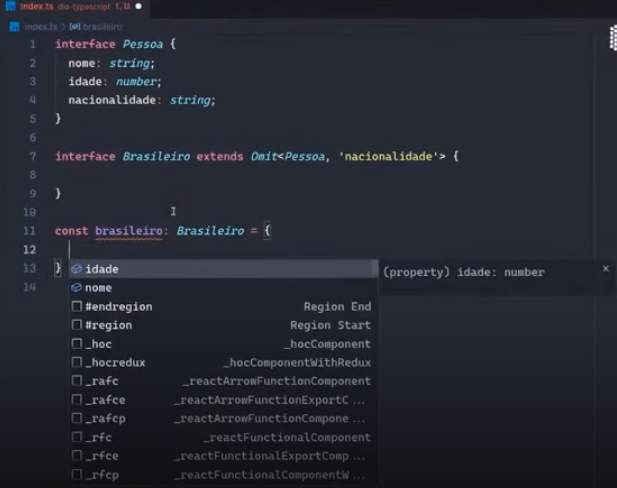 index.ts dio-typescript 1, U
index.ts > brasileiro
1 interface Pessoa {
2 nome: string;
3 idade: number;
4 nacionalidade: string;
5 }
6
7 interface Brasileiro extends Omit<Pessoa, 'nacionalidade'> {
8
9 }
10
11 const brasileiro: Brasileiro = {
12
13 }
14
idade
(property) idade: number ×
nome
#endregion Region End
#region Region Start
_hoc _hocComponent
_hocredux _hocComponentWithRedux
_rafc _reactArrowFunctionComponent
_rafce _reactArrowFunctionExportC ...
_rafcp _reactArrowFunctionCompone ...
_rfc _reactFunctionalComponent
_rfce _reactFunctionalExportComp ...
_rfcp _reactFunctionalComponentW ...